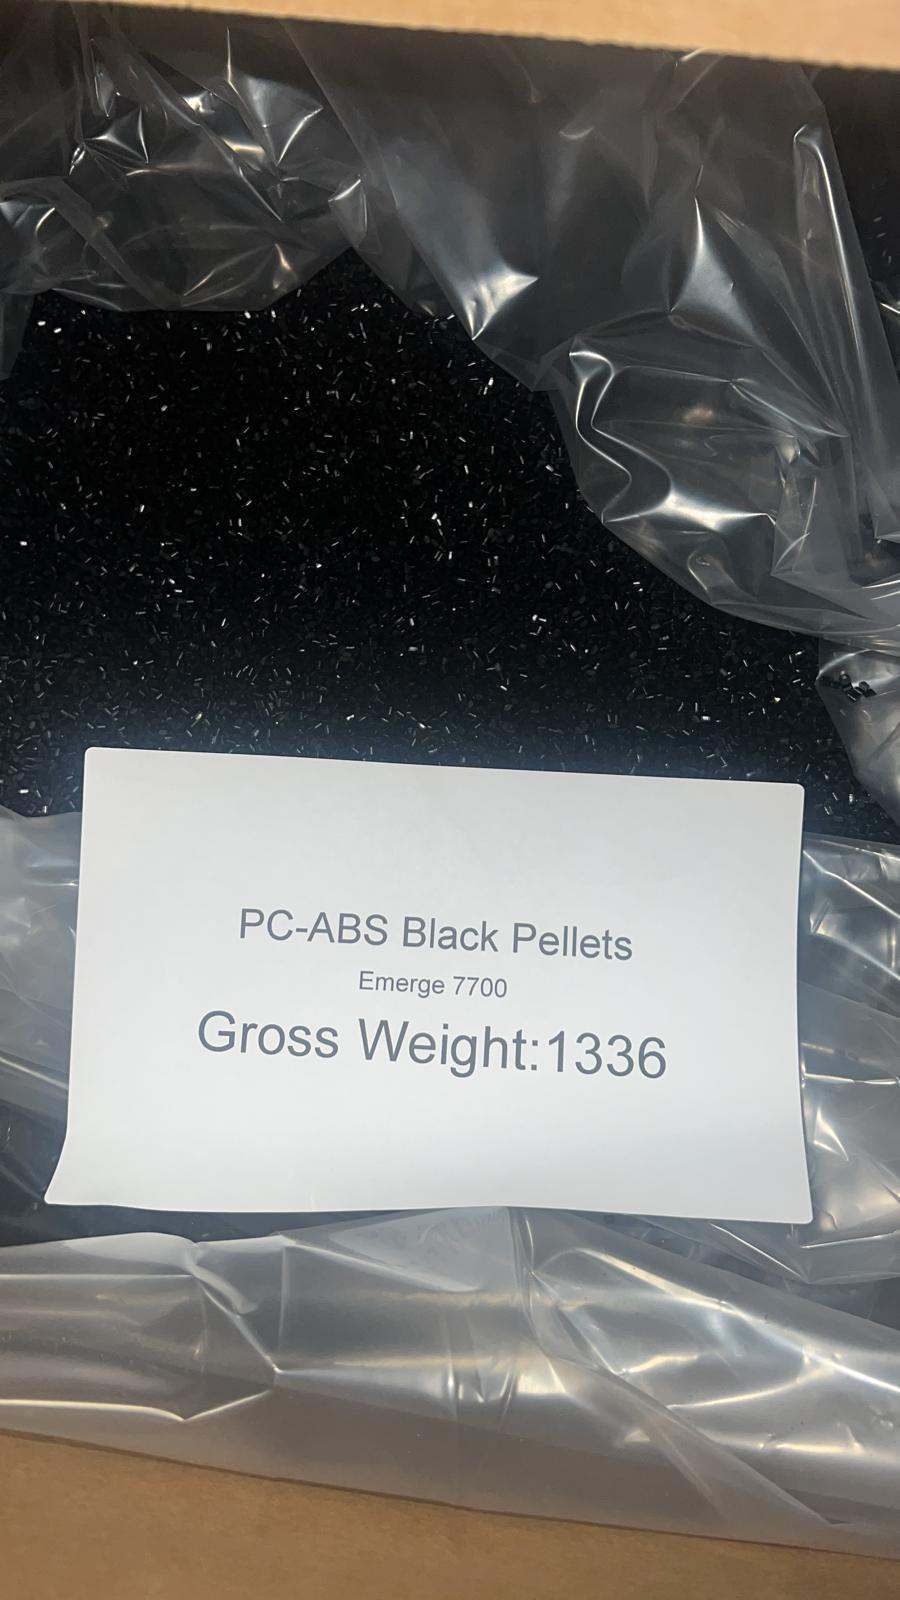 PC-ABS Black Pellets
Emerge 7700
Gross Weight:1336